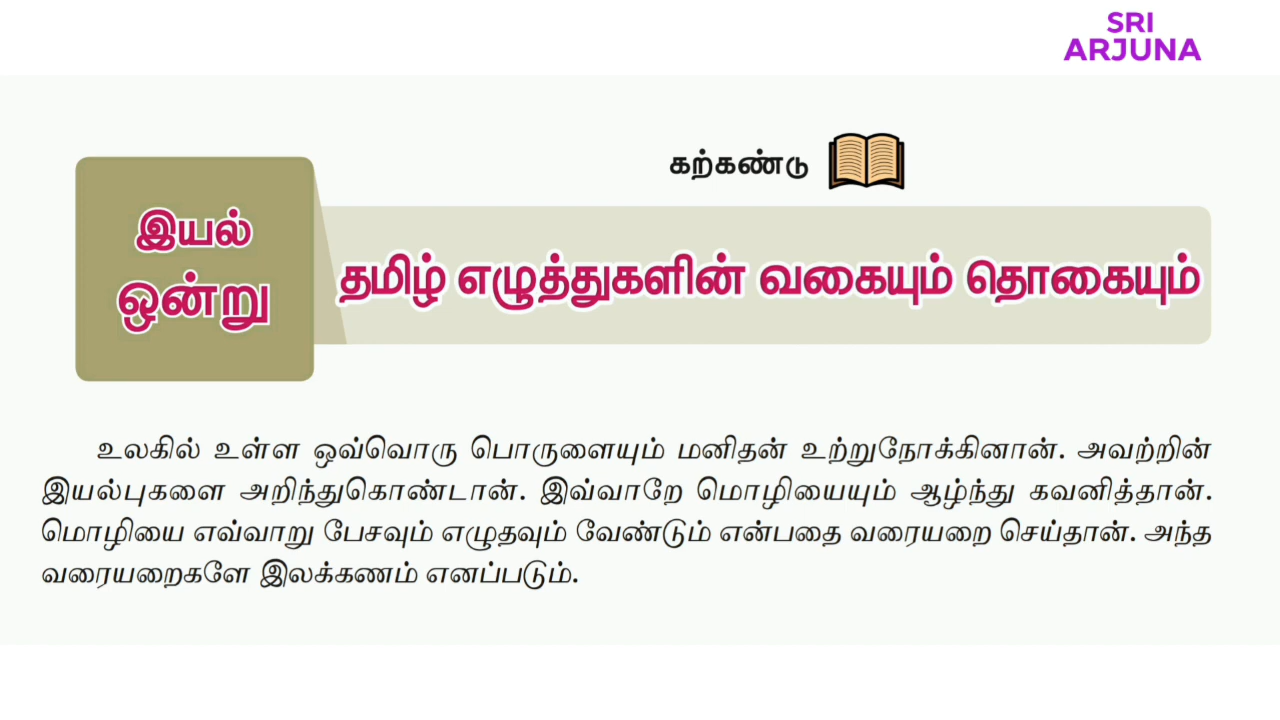 SRI
ARJUNA
கற்கண்டு
இயல்
ஒன்று
தமிழ் எழுத்துகளின் வகையும் தொகையும்
உலகில் உள்ள ஒவ்வொரு பொருளையும் மனிதன் உற்றுநோக்கினான். அவற்றின்
இயல்புகளை அறிந்துகொண்டான். இவ்வாறே மொழியையும் ஆழ்ந்து கவனித்தான்.
மொழியை எவ்வாறு பேசவும் எழுதவும் வேண்டும் என்பதை வரையறை செய்தான். அந்த
வரையறைகளே இலக்கணம் எனப்படும்.